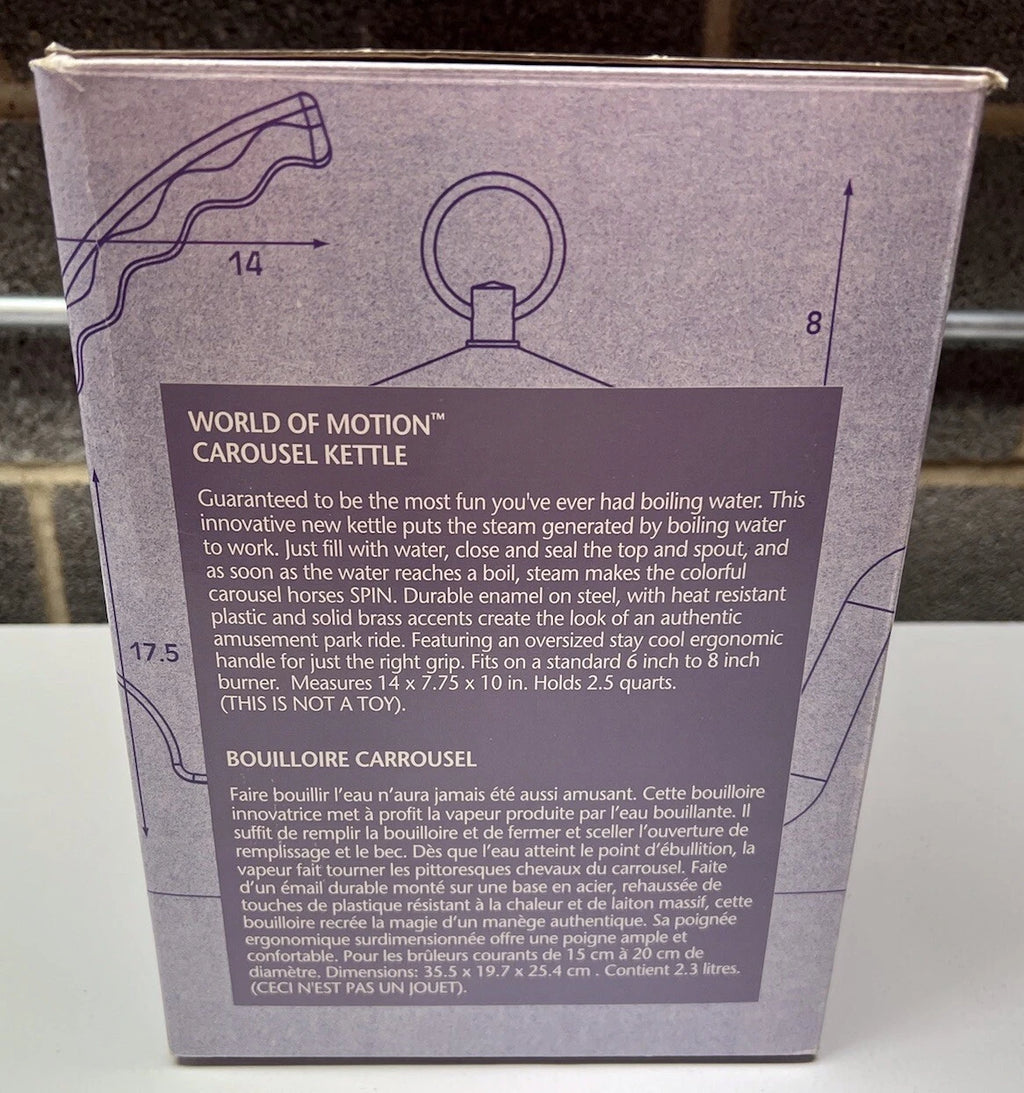 14
8
WORLD OF MOTION™
CAROUSEL KETTLE
Guaranteed to be the most fun you've ever had boiling water. This
innovative new kettle puts the steam generated by boiling water
to work. Just fill with water, close and seal the top and spout, and
as soon as the water reaches a boil, steam makes the colorful
carousel horses SPIN. Durable enamel on steel, with heat resistant
plastic and solid brass accents create the look of an authentic
amusement park ride. Featuring an oversized stay cool ergonomic
handle for just the right grip. Fits on a standard 6 inch to 8 inch
burner. Measures 14 x 7.75 x 10 in. Holds 2.5 quarts.
(THIS IS NOT A TOY).
17.5
BOUILLOIRE CARROUSEL
Faire bouillir l'eau n'aura jamais été aussi amusant. Cette bouilloire
innovatrice met à profit la vapeur produite par l'eau bouillante. Il
suffit de remplir la bouilloire et de fermer et sceller l'ouverture de
remplissage et le bec. Dès que l'eau atteint le point d'ébullition, la
vapeur fait tourner les pittoresques chevaux du carrousel. Faite
d'un émail durable monté sur une base en acier, rehaussée de
touches de plastique résistant à la chaleur et de laiton massif, cette
bouilloire recrée la magie d'un manège authentique. Sa poignée
ergonomique surdimensionnée offre une poigne ample et
confortable. Pour les brûleurs courants de 15 cm à 20 cm de
diamètre. Dimensions: 35.5 x 19.7 x 25.4 cm . Contient 2.3 litres.
(CECI N'EST PAS UN JOUET).